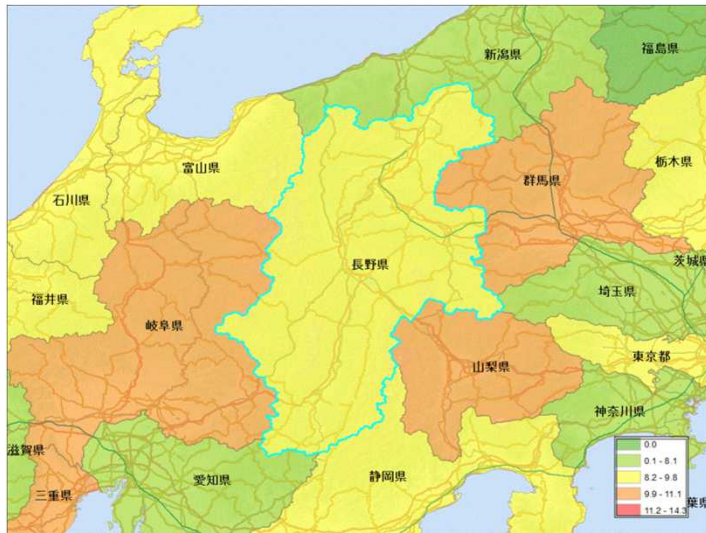 新潟県
福島県
富山県
群馬県
栃木県
石川県
長野県
茨城県
福井県
岐阜県
埼玉県
山梨県
東京都
神奈川県
滋賀県
三重県
愛知県
静岡県
葉県
0.0
0.1 - 8.1
8.2 - 9.8
9.9 - 11.1
11.2 - 14.3